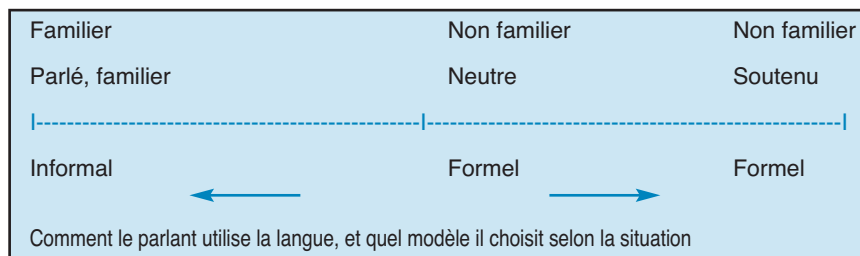 Familier Non familier Non familier
Parlé, familier Neutre Soutenu
Informal Formel Formel
Comment le parlant utilise la langue, et quel modèle il choisit selon la situation